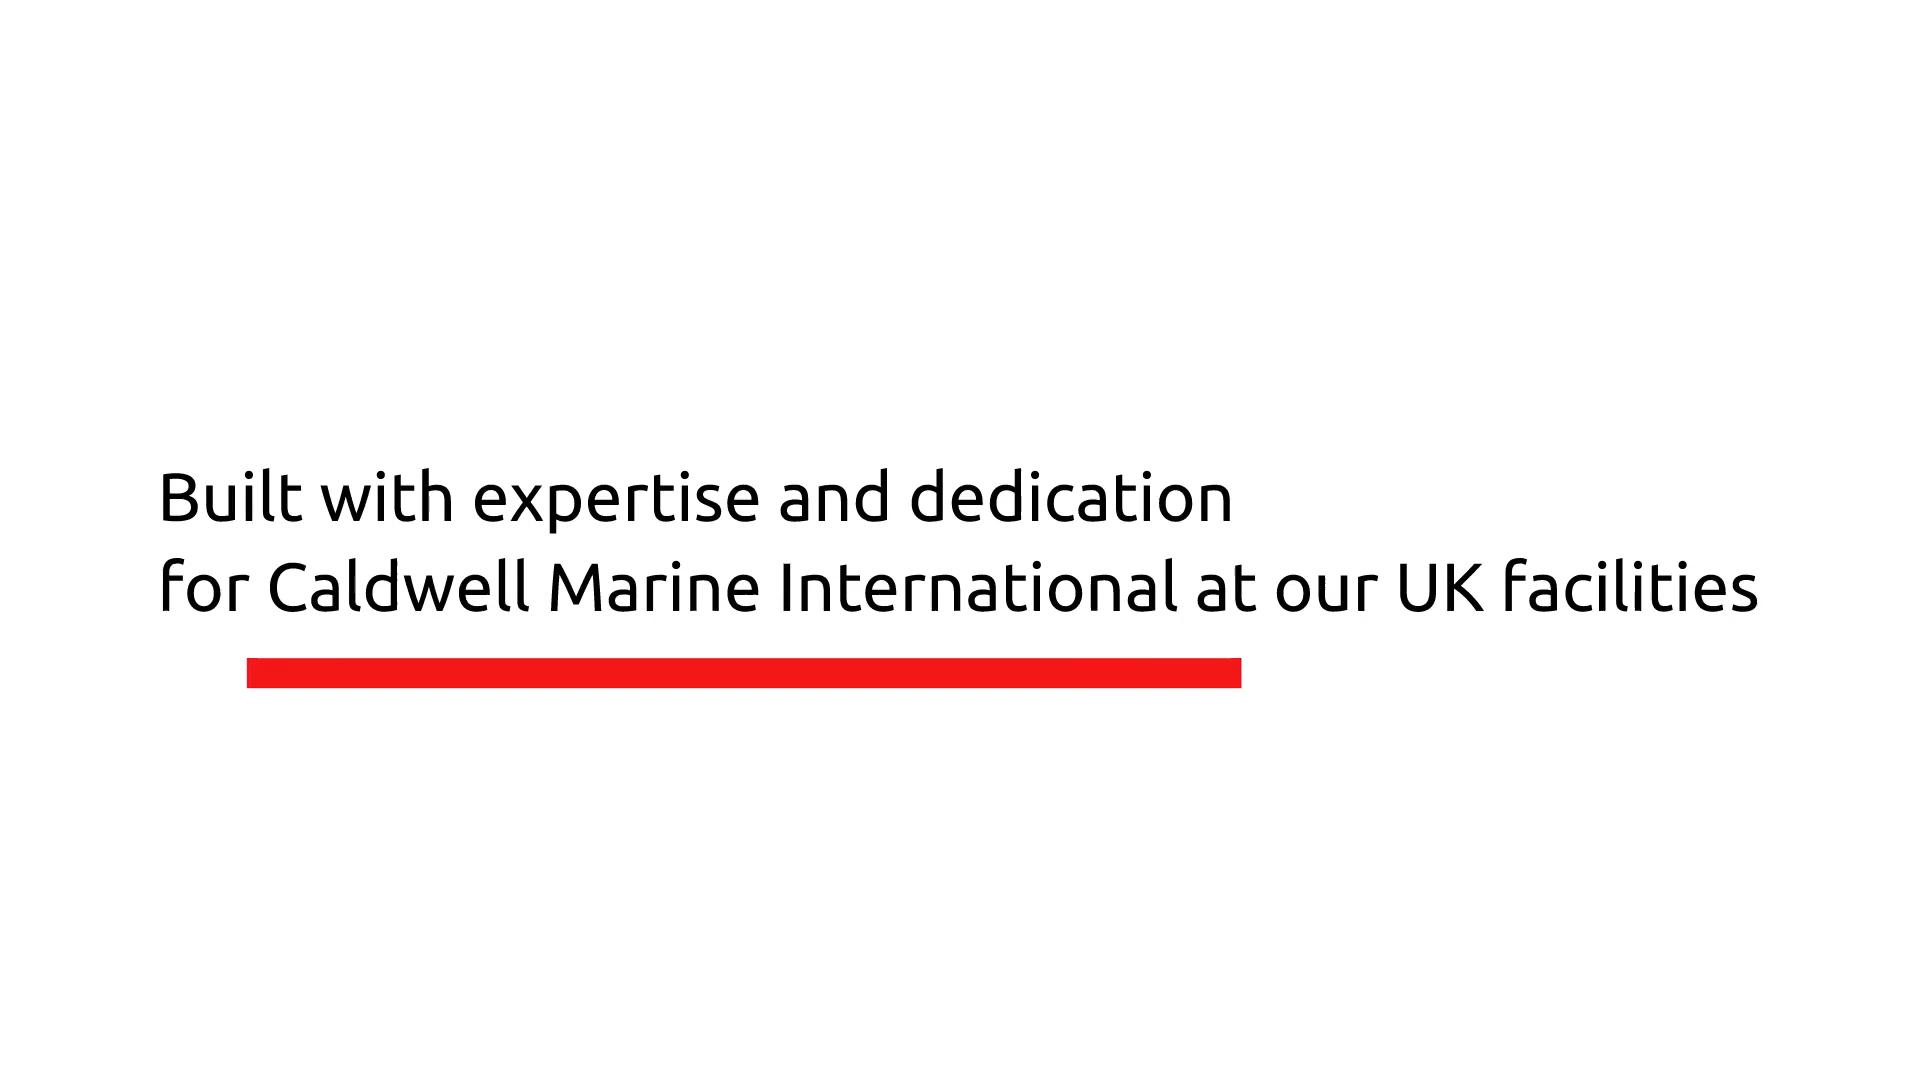 Built with expertise and dedication
for Caldwell Marine International at our UK facilities